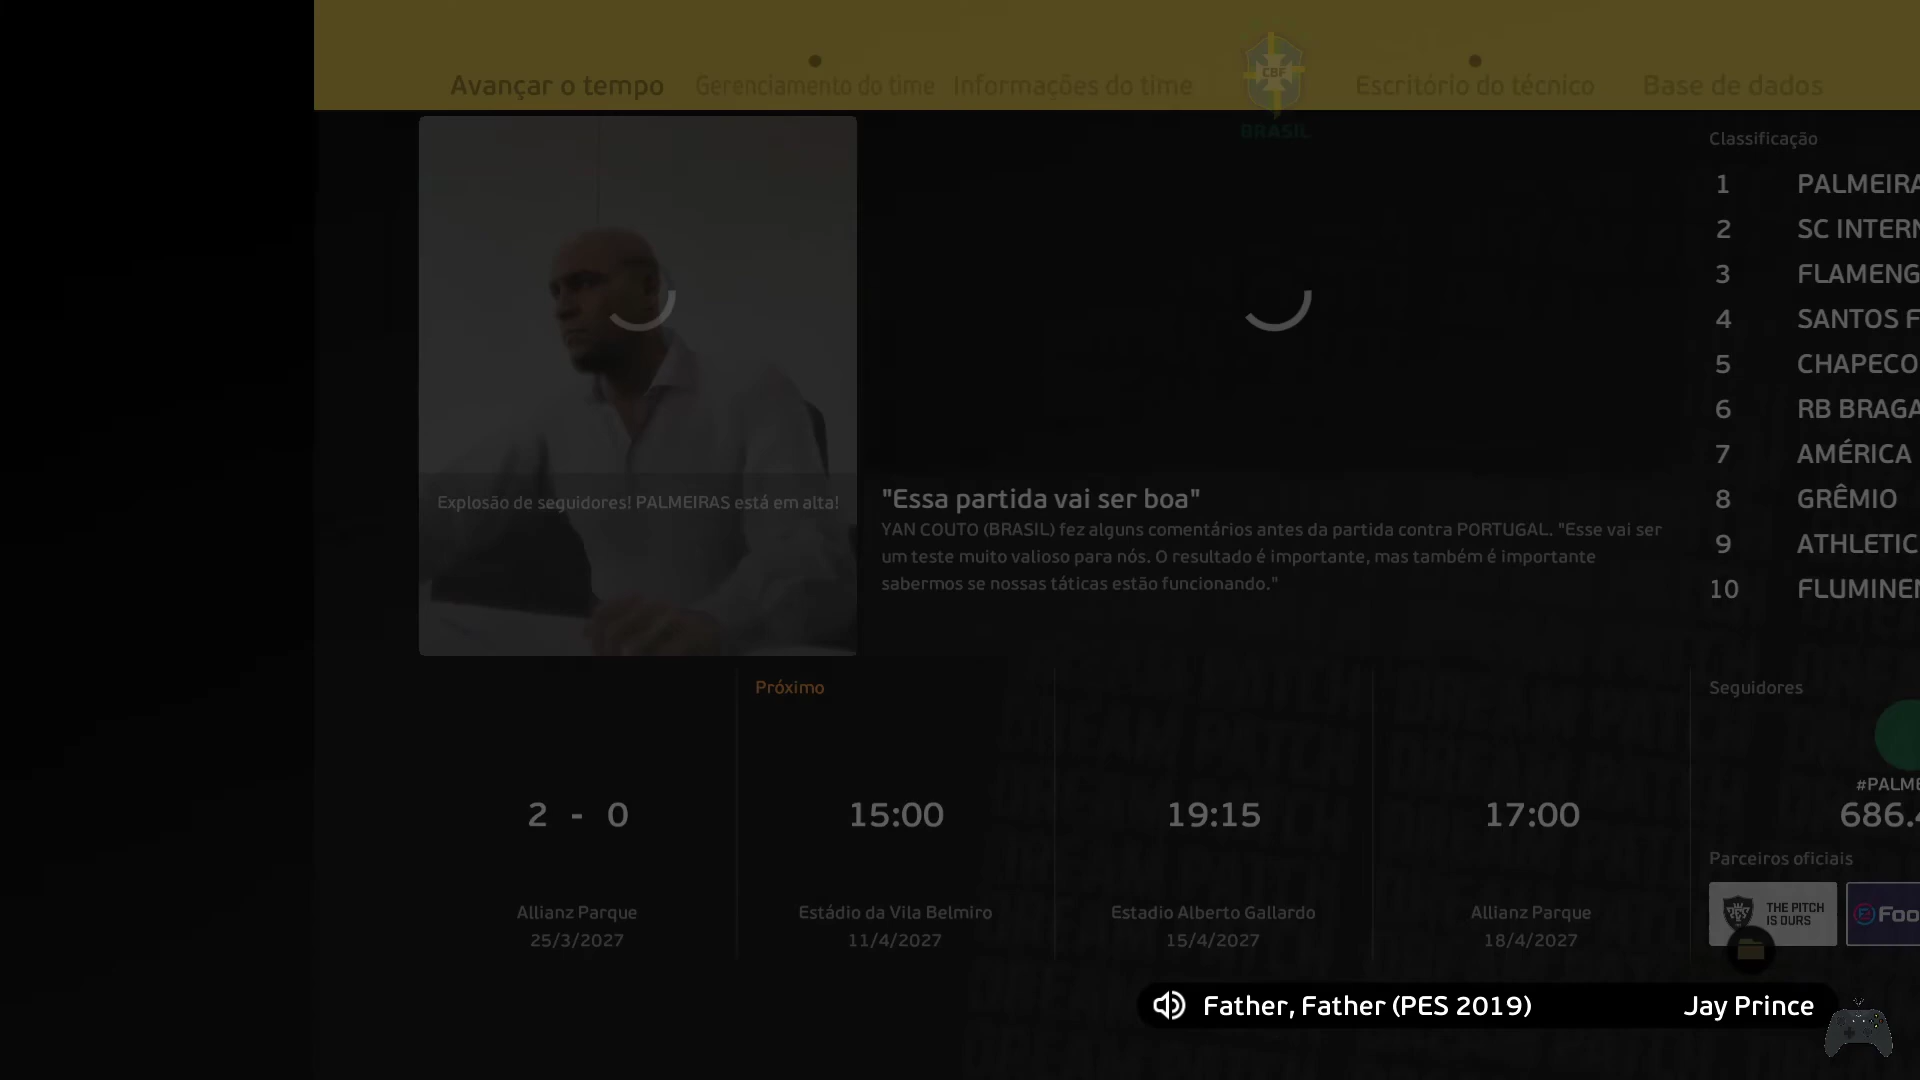 Avançar o tempo
Gerenciamento do time
Informações do time
CBF
BRASIL
Escritório do técnico
Base de dados
Explosão de seguidores! PALMEIRAS está em alta!
"Essa partida vai ser boa"
YAN COUTO (BRASIL) fez alguns comentários antes da partida contra PORTUGAL. "Esse vai ser
um teste muito valioso para nós. O resultado é importante, mas também é importante
sabermos se nossas táticas estão funcionando."
Classificação
1 PALMEIRA
2 SC INTERN
3 FLAMENG
4 SANTOS F
5 CHAPECO
6 RB BRAGA
7 AMÉRICA
8 GRÊMIO
9 ATHLETIC
10 FLUMINEN
2 - 0
Allianz Parque
25/3/2027
Próximo
15:00
Estádio da Vila Belmiro
11/4/2027
19:15
Estadio Alberto Gallardo
15/4/2027
17:00
Allianz Parque
18/4/2027
Seguidores
#PALME
686.4
Parceiros oficiais
THE PITCH
IS OURS
Foo
DREAM PATCH
Father, Father (PES 2019) Jay Prince